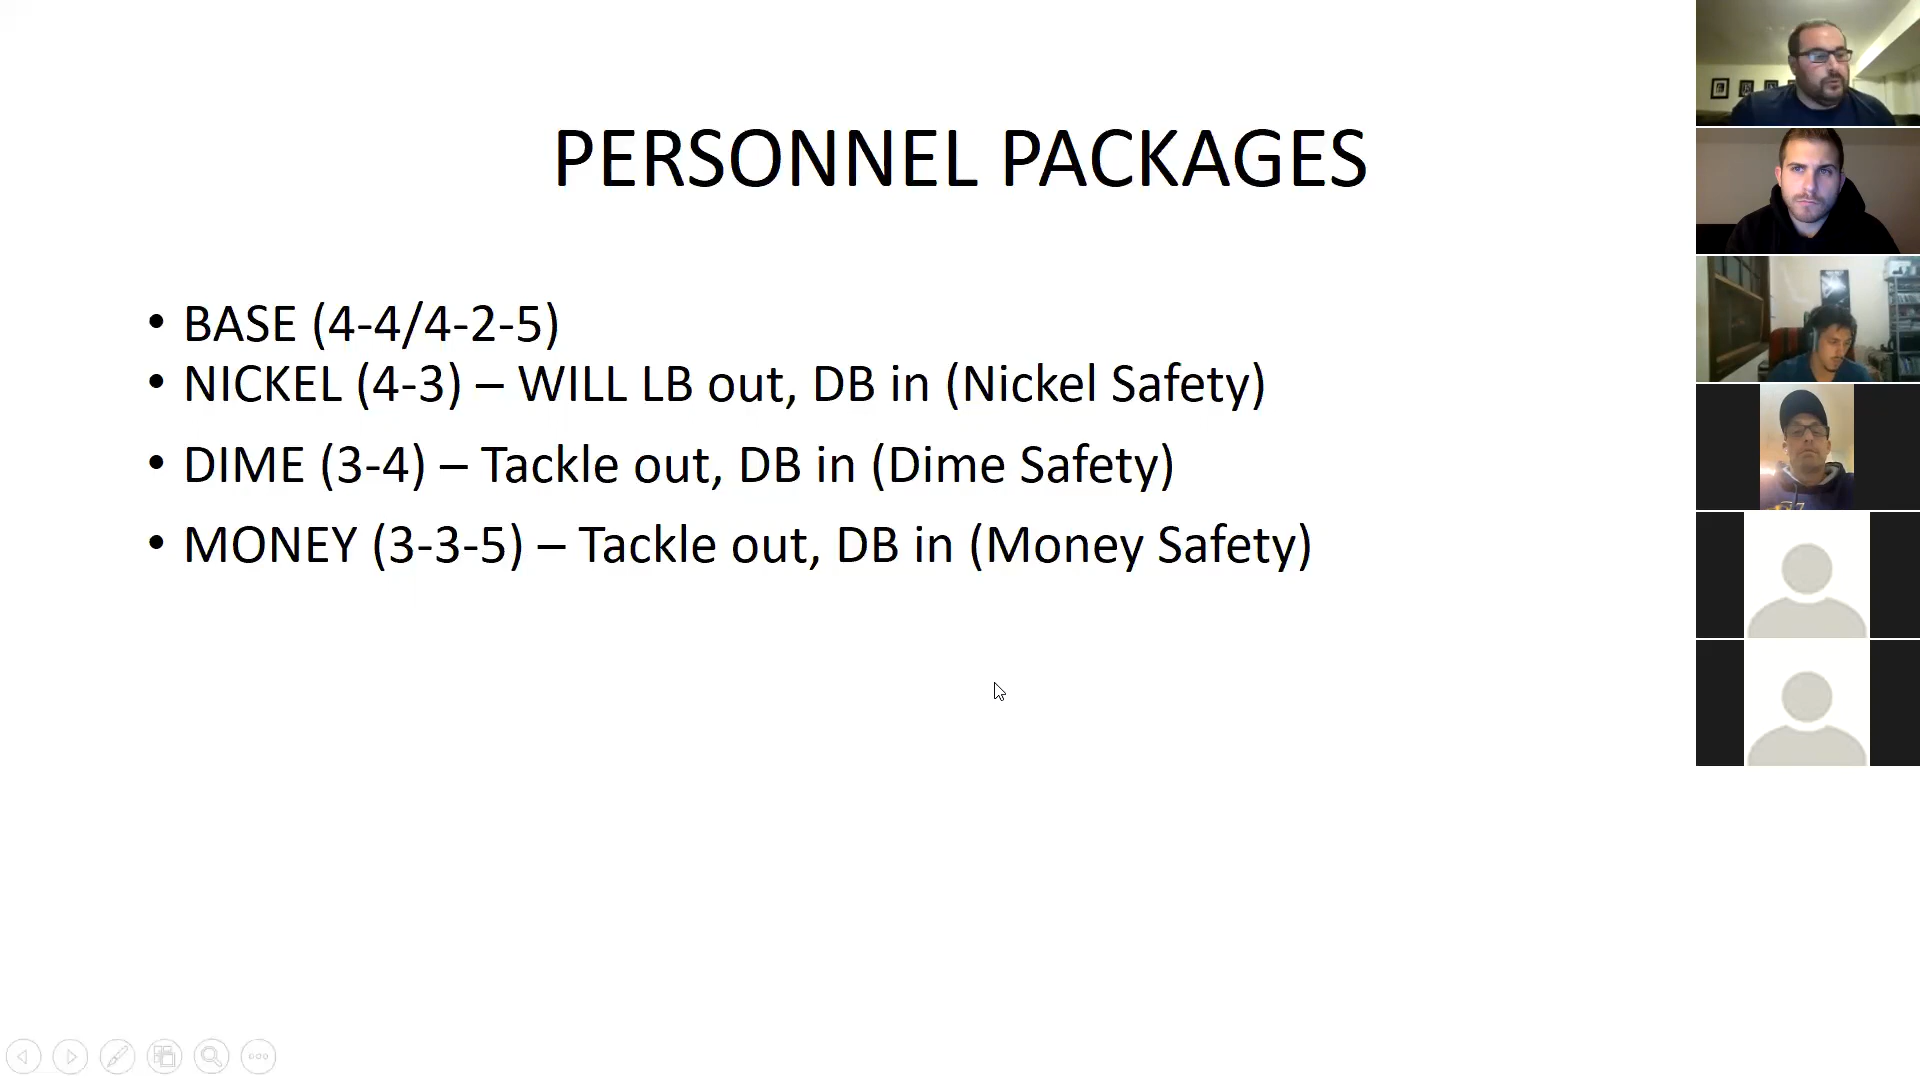 PERSONNEL PACKAGES
• BASE (4-4/4-2-5)
• NICKEL (4-3) – WILL LB out, DB in (Nickel Safety)
• DIME (3-4) – Tackle out, DB in (Dime Safety)
• MONEY (3-3-5) – Tackle out, DB in (Money Safety)